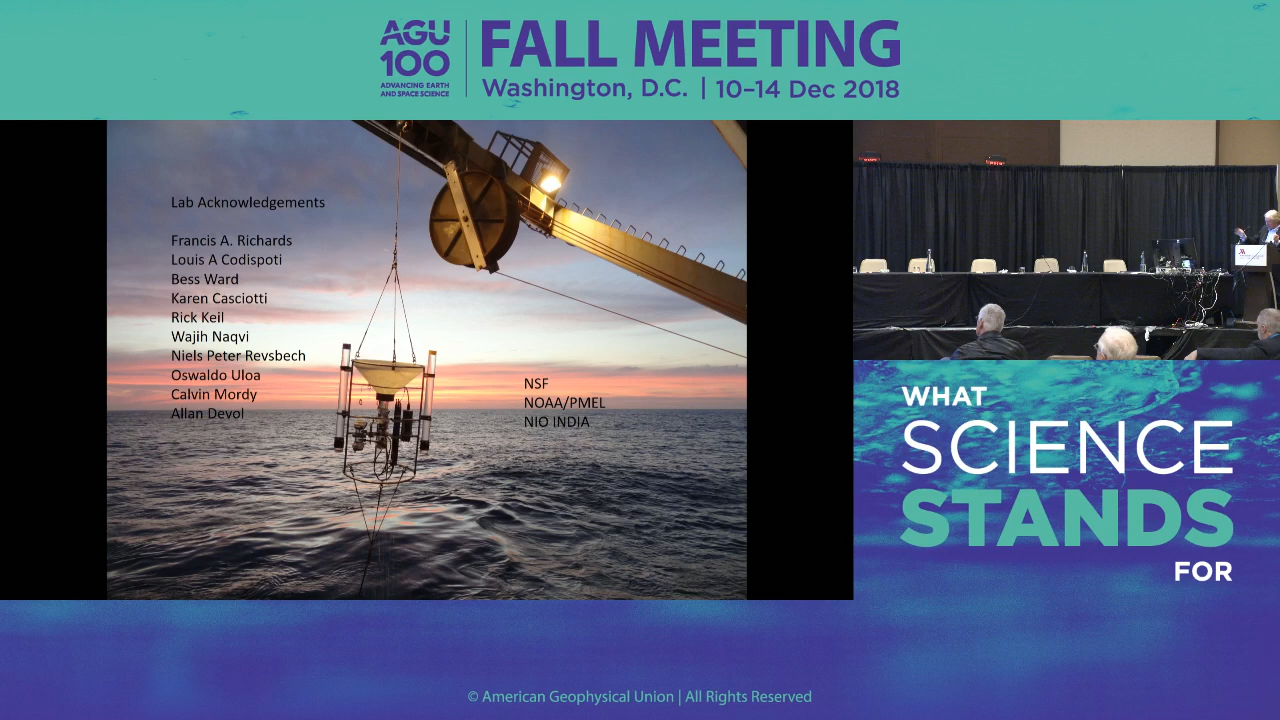 AGU
100
ADVANCING EARTH
AND SPACE SCIENCE
FALL MEETING
Washington, D.C. | 10–14 Dec 2018
Lab Acknowledgements
Francis A. Richards
Louis A Codispoti
Bess Ward
Karen Casciotti
Rick Keil
Wajih Naqvi
Niels Peter Revsbech
Oswaldo Uloa
Calvin Mordy
Allan Devol
NSF
NOAA/PMEL
NIO INDIA
WHAT
SCIENCE
STANDS
FOR
© American Geophysical Union | All Rights Reserved